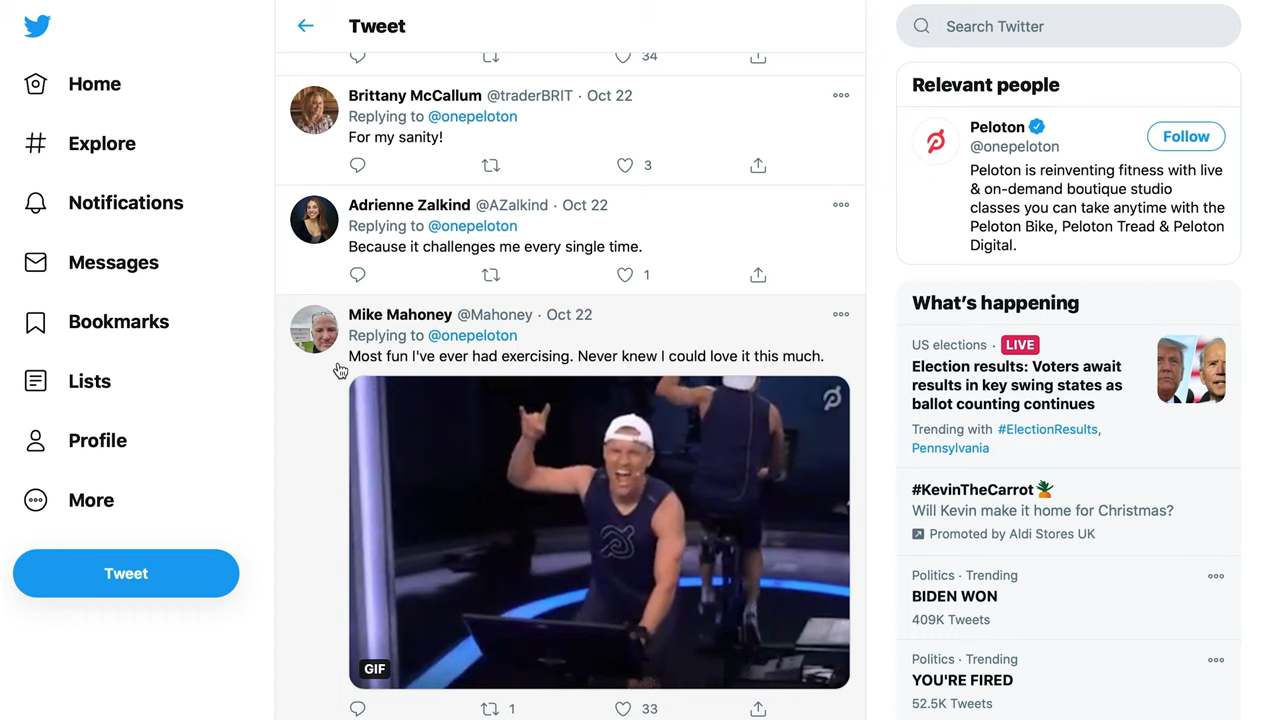 Home
Explore
Notifications
Messages
Bookmarks
Lists
Profile
More
Tweet
Tweet
34
Brittany McCallum @traderBRIT · Oct 22
Replying to @onepeloton
For my sanity!
3
Adrienne Zalkind @AZalkind · Oct 22
Replying to @onepeloton
Because it challenges me every single time.
1
Mike Mahoney @Mahoney · Oct 22
Replying to @onepeloton
Most fun I've ever had exercising. Never knew I could love it this much.
GIF
1
33
Search Twitter
Relevant people
Peloton
@onepeloton
Follow
Peloton is reinventing fitness with live
& on-demand boutique studio
classes you can take anytime with the
Peloton Bike, Peloton Tread & Peloton
Digital.
What's happening
US elections · LIVE
Election results: Voters await
results in key swing states as
ballot counting continues
Trending with #ElectionResults,
Pennsylvania
#KevinTheCarrot
Will Kevin make it home for Christmas?
Promoted by Aldi Stores UK
Politics · Trending
BIDEN WON
409K Tweets
Politics · Trending
YOU'RE FIRED
52.5K Tweets